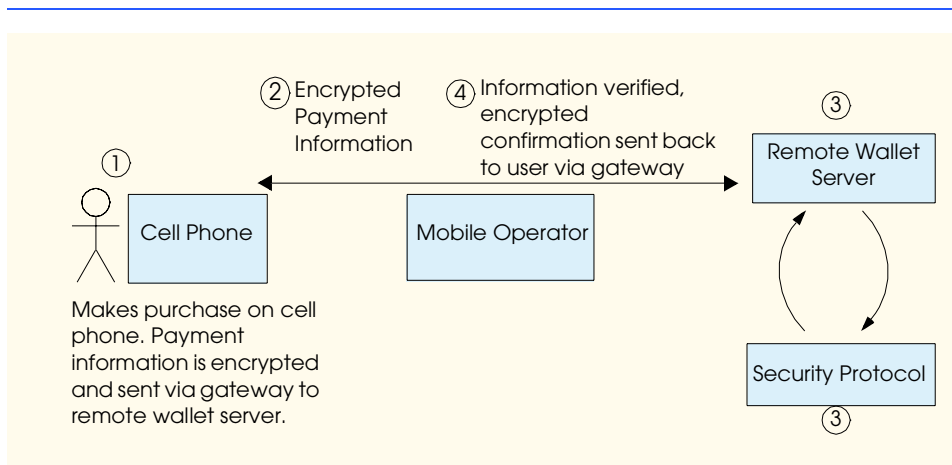 ② Encrypted
Payment
Information
④ Information verified,
encrypted
confirmation sent back
to user via gateway
③
Remote Wallet
Server
①
Cell Phone
Mobile Operator
Makes purchase on cell
phone. Payment
information is encrypted
and sent via gateway to
remote wallet server.
Security Protocol
③